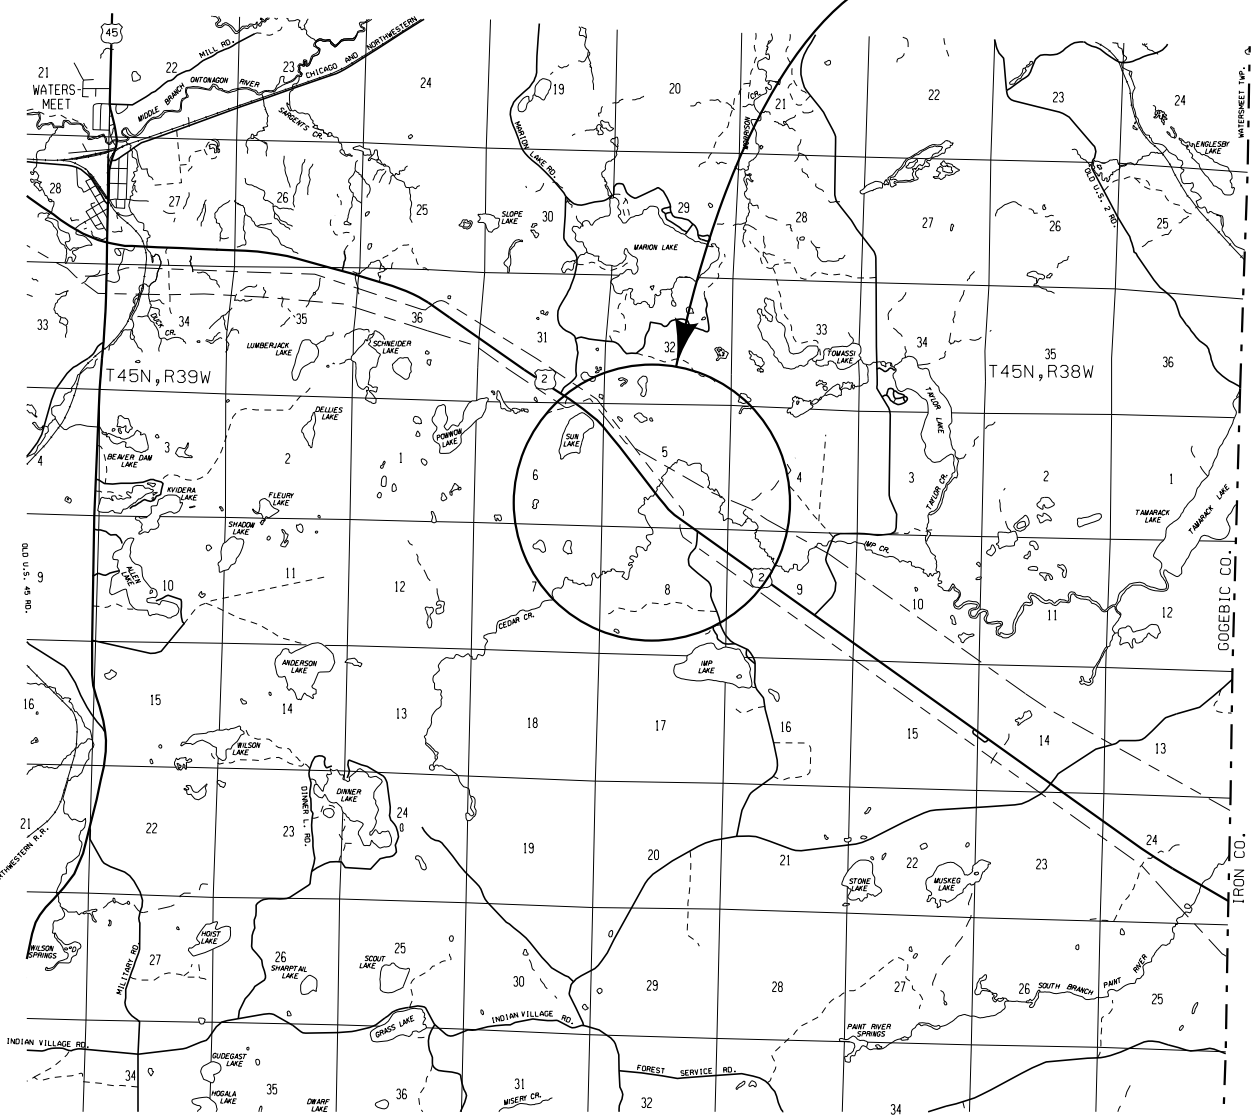 45
MILL RD.
CHICAGO AND NORTHWESTERN
21
22
23
24
WATERS-
MEET
MIDDLE BRANCH ONTONAGON RIVER
SARGENTS CR.
19
20
21
22
23
24
WATERSMEET TWP.
MARION LAKE RD.
MORRISON CR.
ENGLESBY
LAKE
OLD U.S. 2 RD.
28
27
26
25
30
29
28
27
26
25
SLOPE
LAKE
MARION LAKE
33
34
35
36
31
32
33
34
35
36
DUCK CR.
LUMBERJACK
LAKE
SCHNEIDER
LAKE
TOMASSI
LAKE
T45N,R39W
T45N,R38W
2
TAYLOR LAKE
DELLIES
LAKE
POWWOW
LAKE
SUN
LAKE
BEAVER DAM
LAKE
4
3
2
1
6
5
4
3
2
1
KVIDERA
LAKE
FLEURY
LAKE
SHADOW
LAKE
TAYLOR CR.
TAMARACK
LAKE
TAMARACK LAKE
OLD U.S. 45 RD.
ALLEN
LAKE
IMP CR.
2
9
10
11
12
7
8
9
10
11
12
CEDAR CR.
GOGEBIC CO.
ANDERSON
LAKE
IMP
LAKE
16
15
14
13
18
17
16
15
14
13
WILSON
LAKE
DINNER
LAKE
DINNER L. RD.
21
22
23
24
19
20
21
22
23
24
THWESTERN R.R.
STONE
LAKE
MUSKEG
LAKE
IRON CO.
WILSON
SPRINGS
HOIST
LAKE
MILITARY RD.
27
26
25
30
29
28
27
26
25
SHARPTAIL
LAKE
SCOUT
LAKE
SOUTH BRANCH PAINT RIVER
GRASS LAKE
INDIAN VILLAGE RD.
PAINT RIVER
SPRINGS
INDIAN VILLAGE RD.
GUDEGAST
LAKE
FOREST SERVICE RD.
34
35
36
31
32
34
HOGALA
LAKE
DWARF
LAKE
MISERY CR.